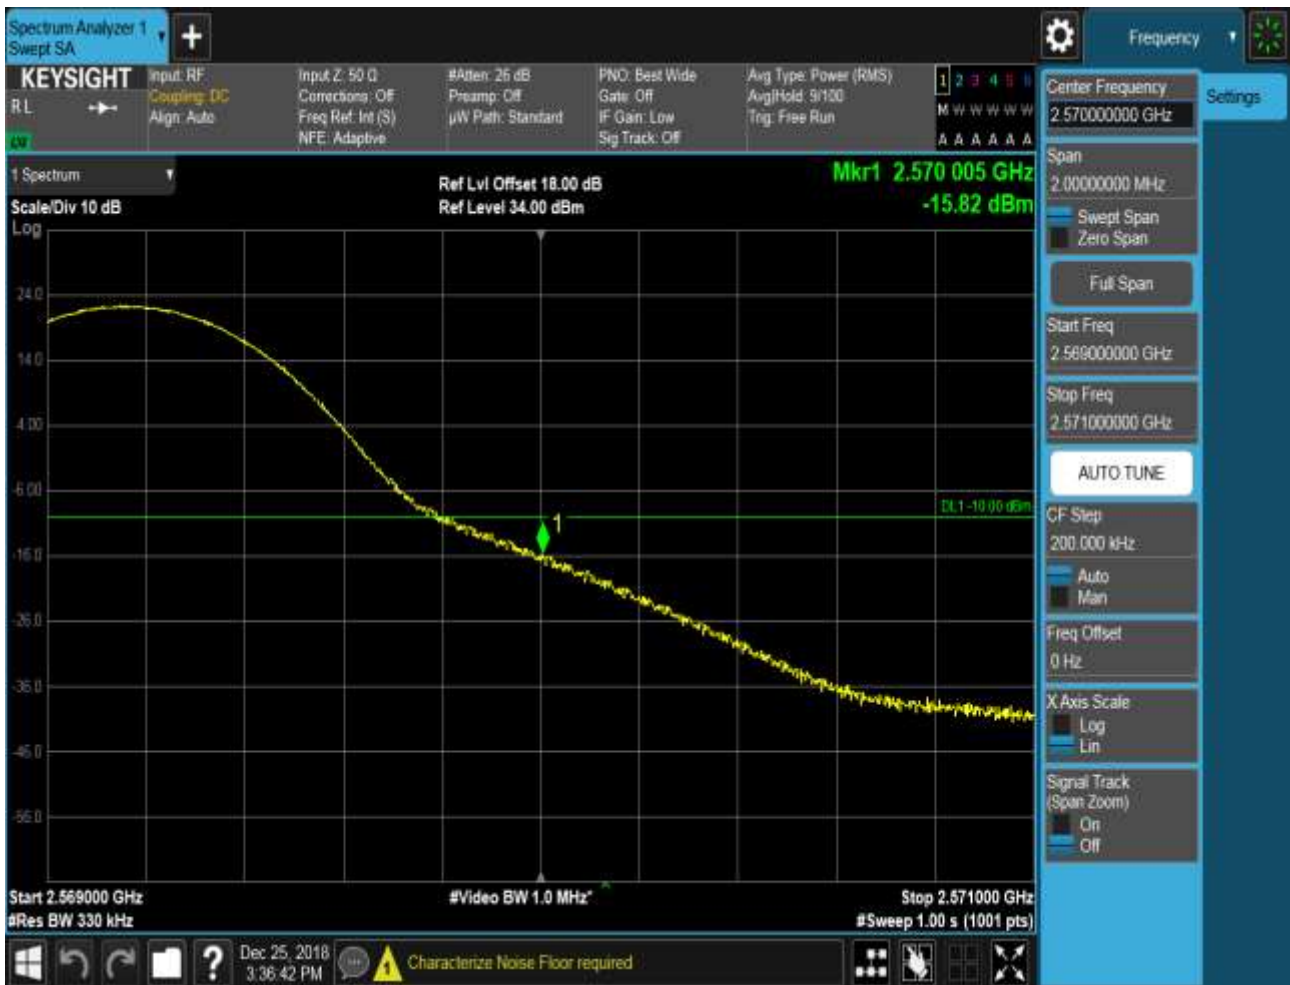 Spectrum Analyzer 1
Swept SA
Frequency
KEYSIGHT
R L
Input: RF
Coupling: DC
Align: Auto
Input Z: 50 Ω
Corrections: Off
Freq Ref: Int (S)
NFE: Adaptive
#Atten: 26 dB
Preamp: Off
µW Path: Standard
PNO: Best Wide
Gate: Off
IF Gain: Low
Sig Track: Off
Avg Type: Power (RMS)
Avg|Hold: 9/100
Trig: Free Run
1 2 3 4 5 6
M W W W W W
A A A A A A
1 Spectrum
Scale/Div 10 dB
Log
Ref Lvl Offset 18.00 dB
Ref Level 34.00 dBm
Mkr1 2.570 005 GHz
-15.82 dBm
24.0
14.0
4.00
-6.00
-16.0
-26.0
-36.0
-46.0
-56.0
DL1 -10.00 dBm
1
Start 2.569000 GHz
#Res BW 330 kHz
#Video BW 1.0 MHz*
Stop 2.571000 GHz
#Sweep 1.00 s (1001 pts)
Dec 25, 2018
3:36:42 PM
1
Characterize Noise Floor required
Settings
Center Frequency
2.570000000 GHz
Span
2.00000000 MHz
Swept Span
Zero Span
Full Span
Start Freq
2.569000000 GHz
Stop Freq
2.571000000 GHz
AUTO TUNE
CF Step
200.000 kHz
Auto
Man
Freq Offset
0 Hz
X Axis Scale
Log
Lin
Signal Track
(Span Zoom)
On
Off